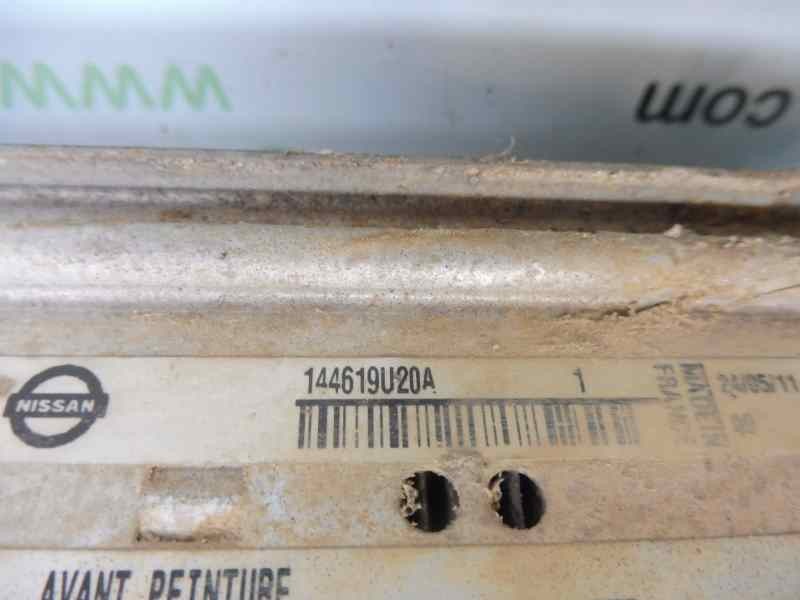 www
com
NISSAN
144619U20A 1
MADE IN
FRANCE
24/05/11
AVANT PEINTURE